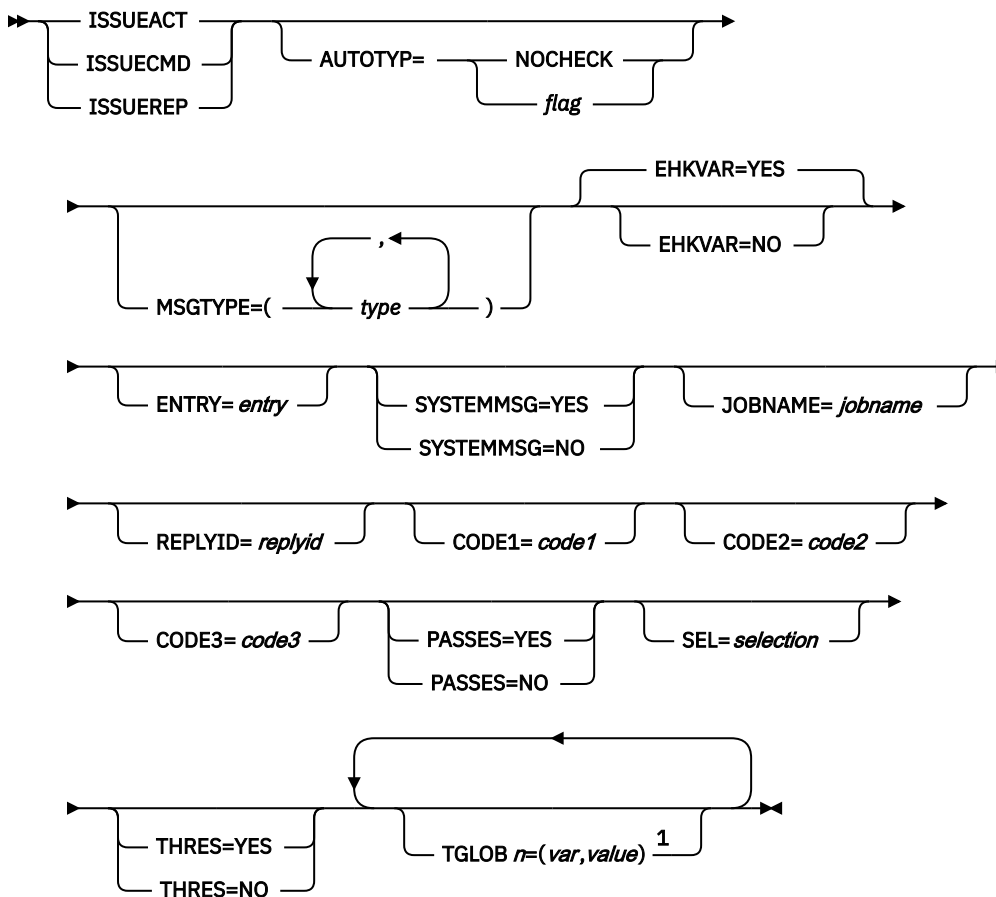 ISSUEACT
ISSUECMD
ISSUEREP
AUTOTYP= NOCHECK
flag
MSGTYPE=( type , )
EHKVAR=YES
EHKVAR=NO
ENTRY= entry
SYSTEMMSG=YES
SYSTEMMSG=NO
JOBNAME= jobname
REPLYID= replyid
CODE1= code1
CODE2= code2
CODE3= code3
PASSES=YES
PASSES=NO
SEL= selection
THRES=YES
THRES=NO
TGLOB n=(var,value) 1